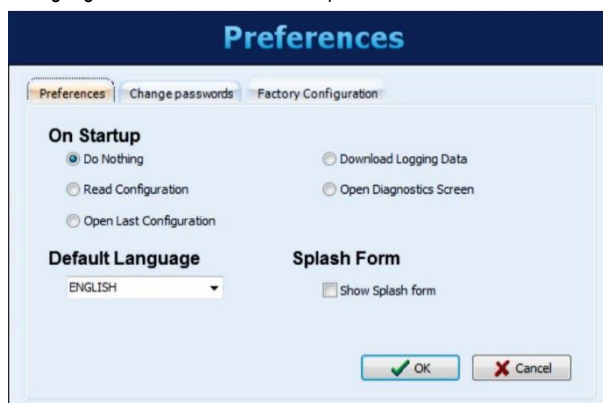 Preferences
Preferences Change passwords Factory Configuration
On Startup
Do Nothing Download Logging Data
Read Configuration Open Diagnostics Screen
Open Last Configuration
Default Language Splash Form
ENGLISH Show Splash form
OK Cancel